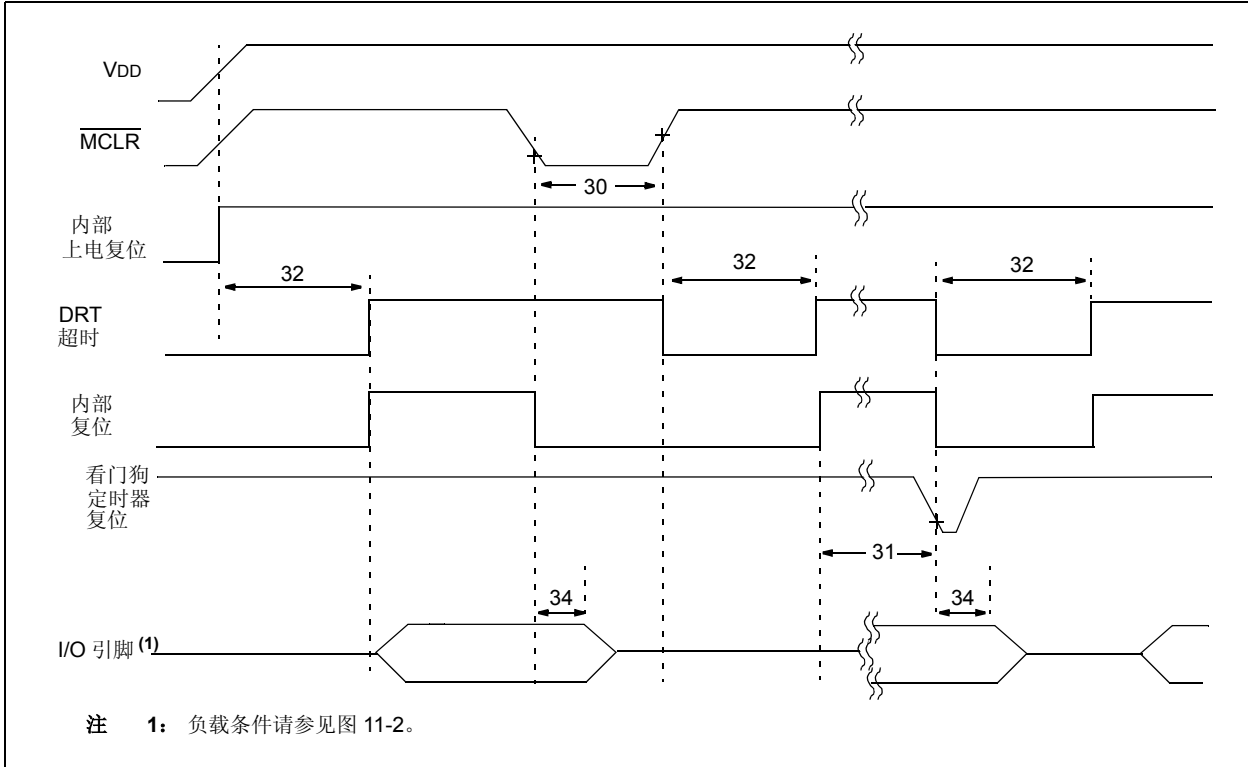 VDD
MCLR
30
内部
上电复位
32
32
32
DRT
超时
内部
复位
看门狗
定时器
复位
31
34
34
I/O 引脚 (1)
注 1： 负载条件请参见图 11-2。